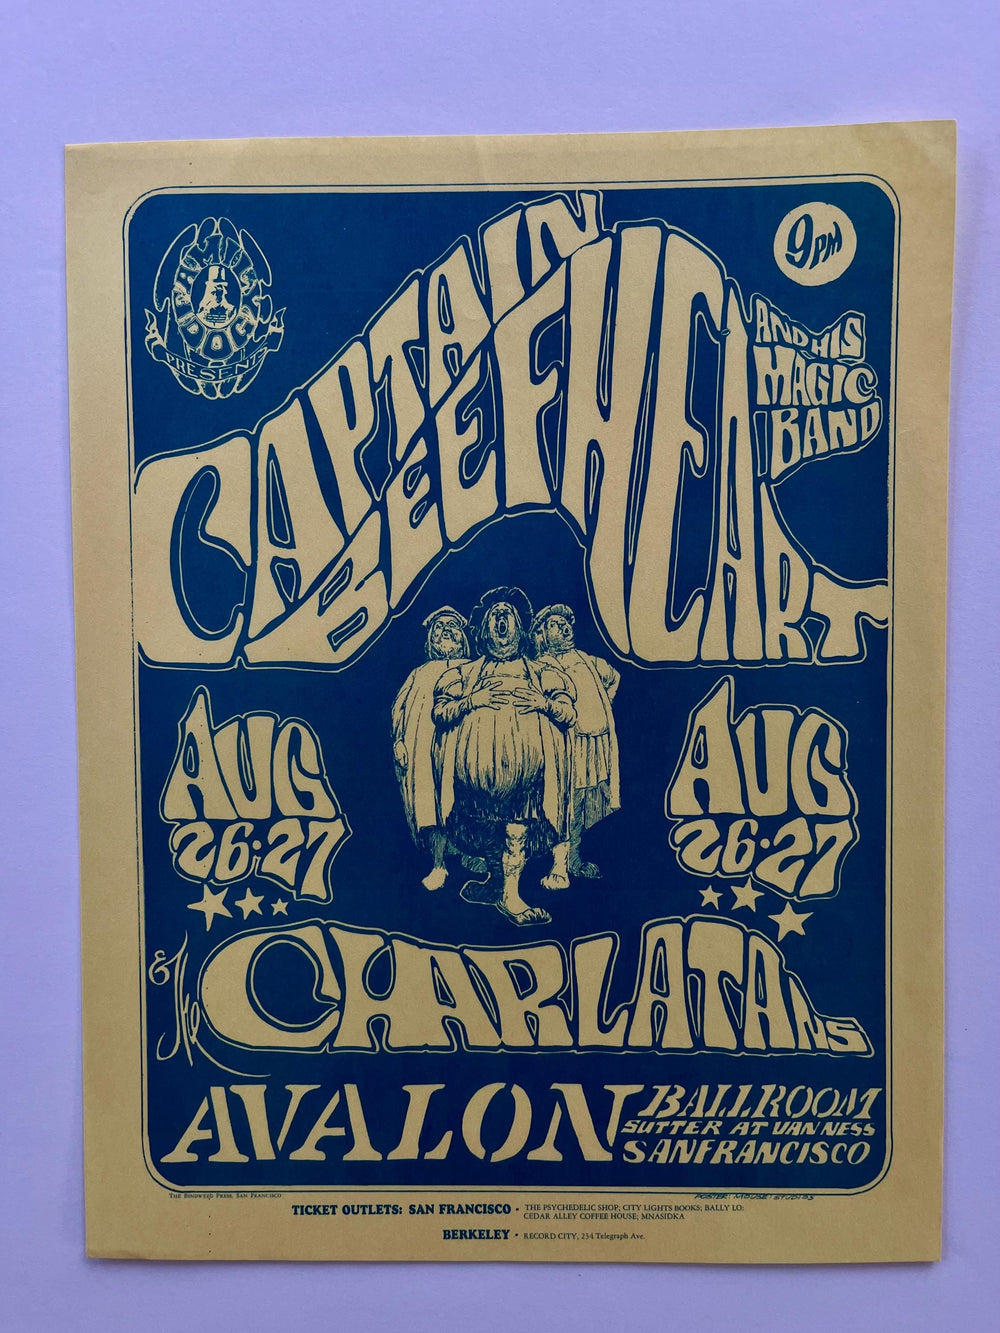 FAMILY DOG
PRESENTS
9PM
CAPTAIN
BEEFHEART
AND HIS
MAGIC
BAND
AUG
26·27
AUG
26·27
& The CHARLATANS
AVALON
BALLROOM
SUTTER AT VAN NESS
SAN FRANCISCO
THE BINDWEED PRESS, SAN FRANCISCO
POSTER: MOUSE STUDIOS
TICKET OUTLETS: SAN FRANCISCO • THE PSYCHEDELIC SHOP; CITY LIGHTS BOOKS; BALLY LO;
CEDAR ALLEY COFFEE HOUSE; MNASIDKA
BERKELEY • RECORD CITY, 234 Telegraph Ave.